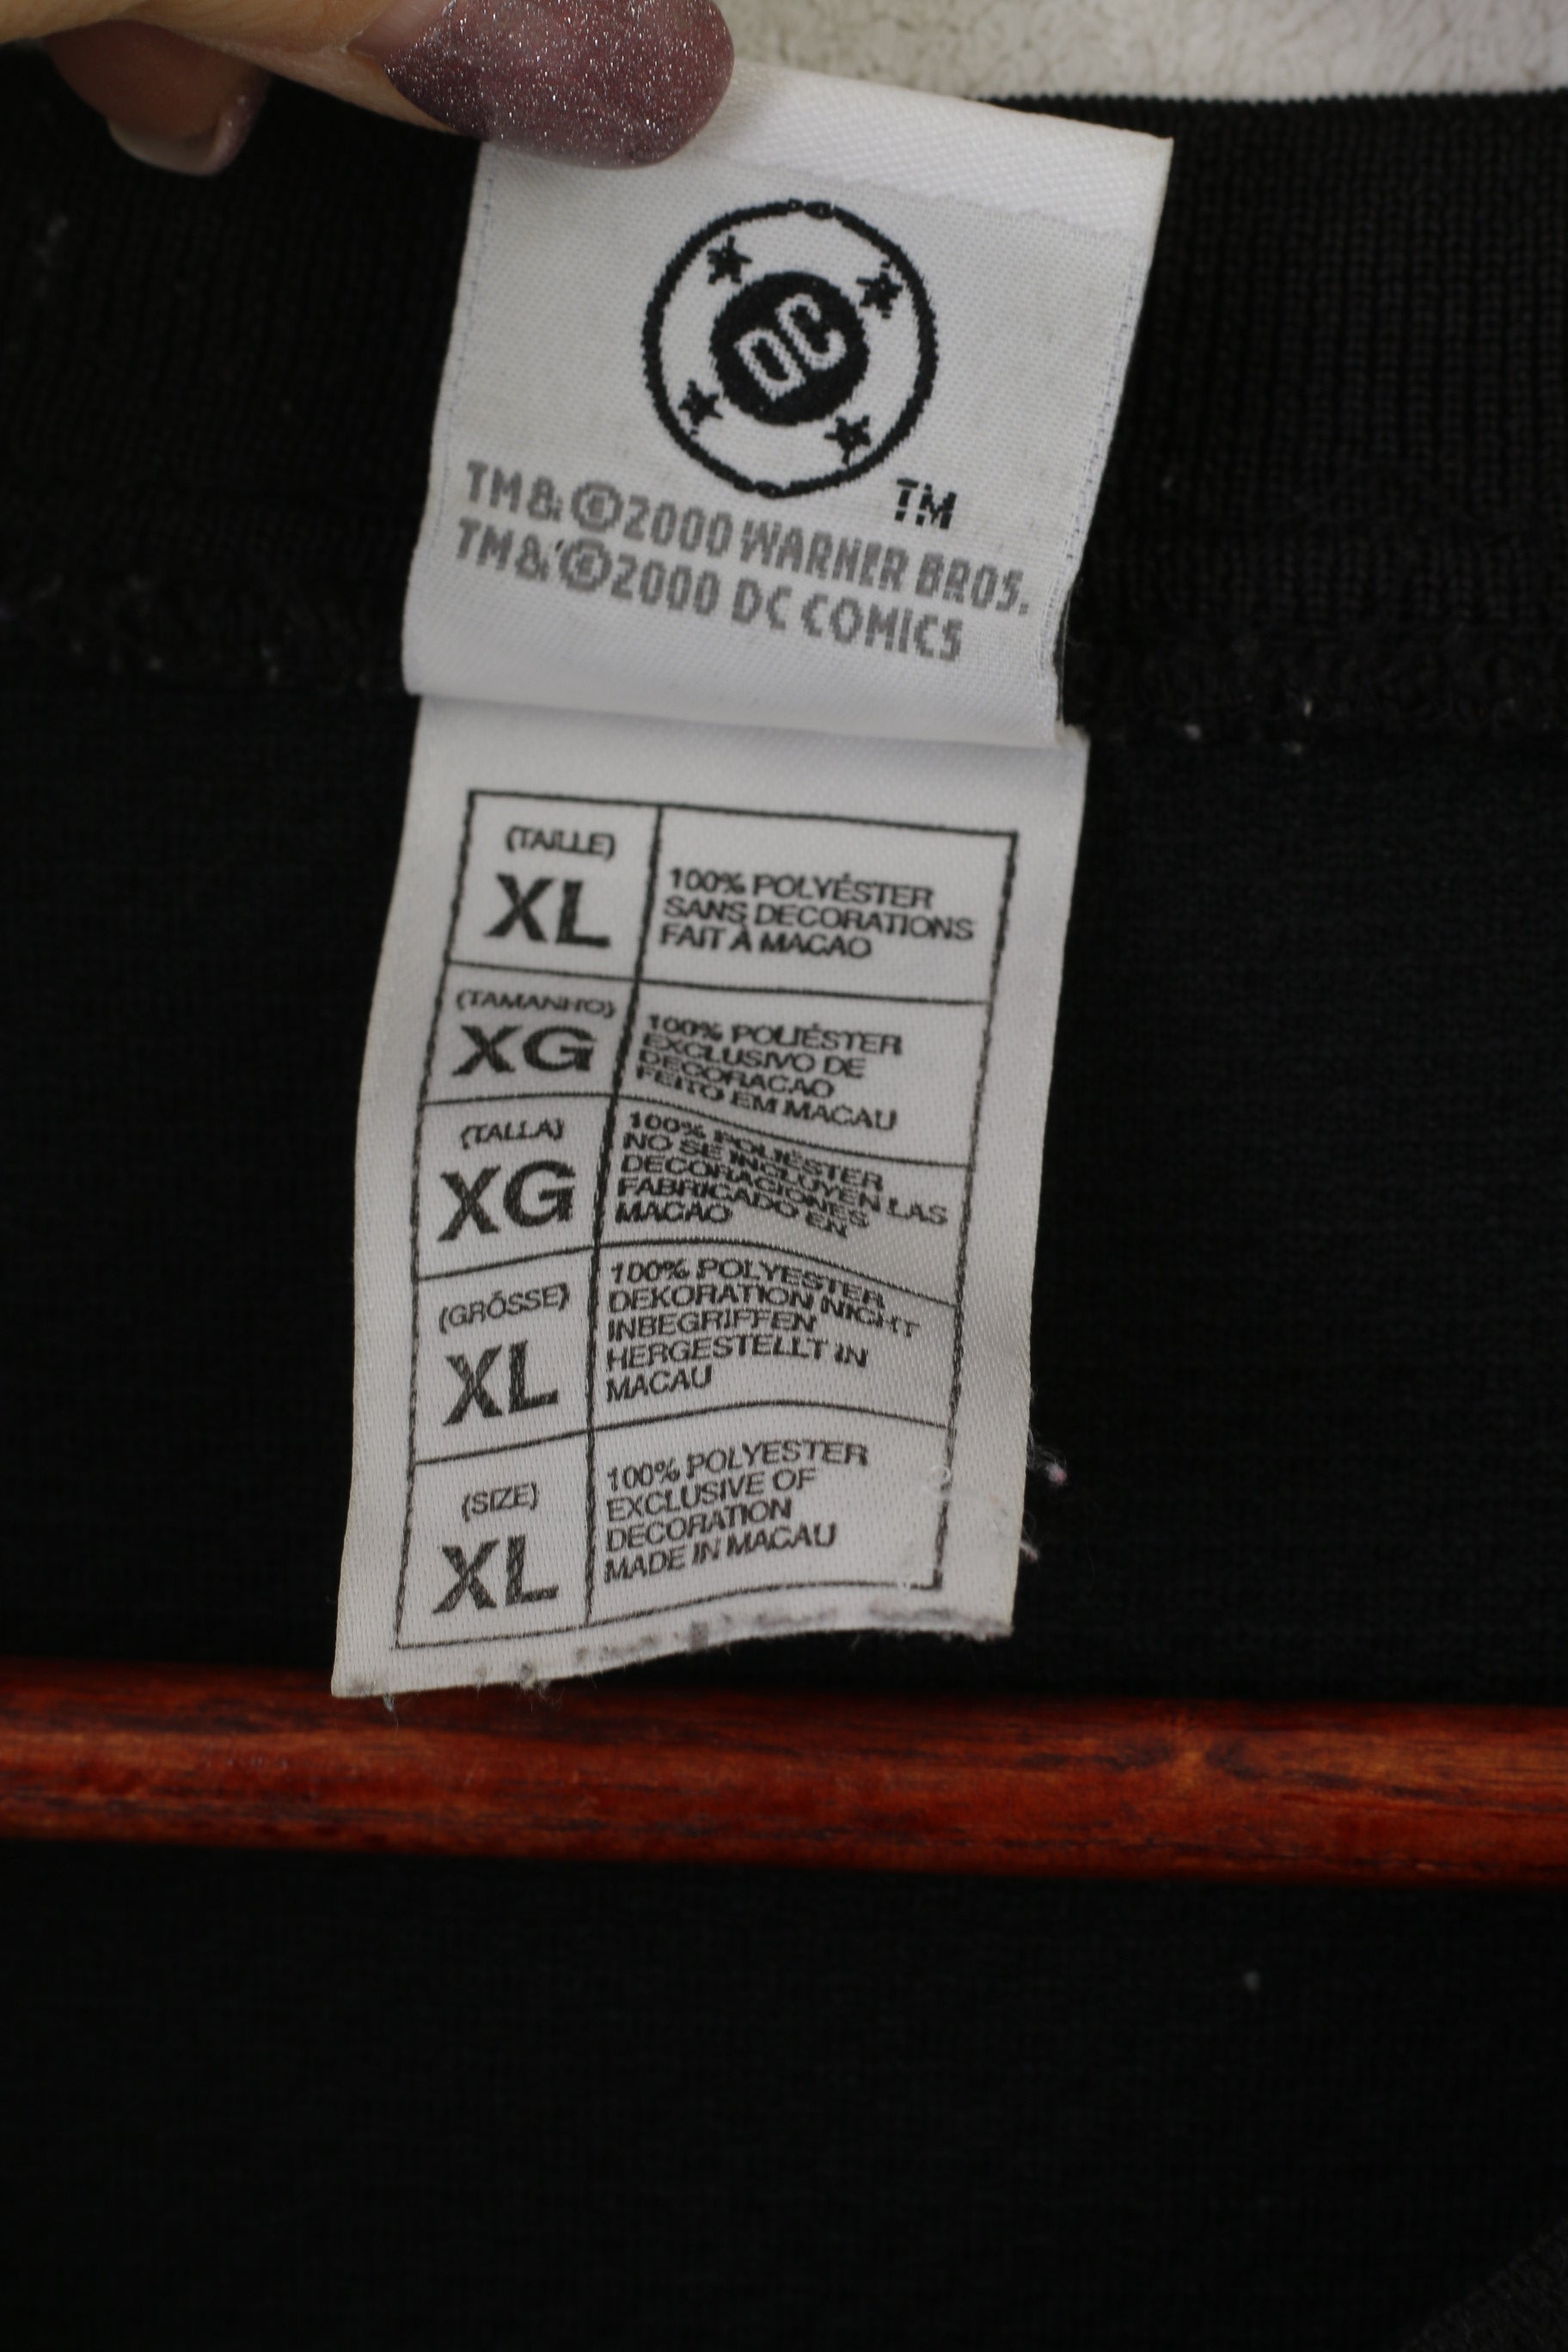 DC
TM
TM & © 2000 WARNER BROS.
TM & © 2000 DC COMICS
(TAILLE)
XL
100% POLYÉSTER
SANS DECORATIONS
FAIT À MACAO
(TAMANHO)
XG
100% POLIÉSTER
EXCLUSIVO DE
DECORACAO
FEITO EM MACAU
(TALLA)
XG
100% POLIÉSTER
NO SE INCLUYEN LAS
DECORACIONES
FABRICADO EN
MACAO
(GRÖSSE)
XL
100% POLYESTER
DEKORATION NICHT
INBEGRIFFEN
HERGESTELLT IN
MACAU
(SIZE)
XL
100% POLYESTER
EXCLUSIVE OF
DECORATION
MADE IN MACAU